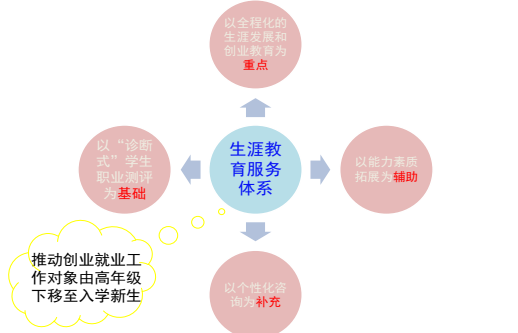 以全程化的
生涯发展和
创业教育为
重点
以“诊断
式”学生
职业测评
为基础
生涯教
育服务
体系
以能力素质
拓展为辅助
推动创业就业工
作对象由高年级
下移至入学新生
以个性化咨
询为补充